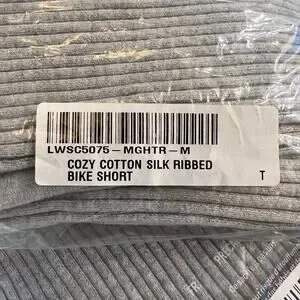 LWSC5075-MGHTR-M
COZY COTTON SILK RIBBED
BIKE SHORT
T